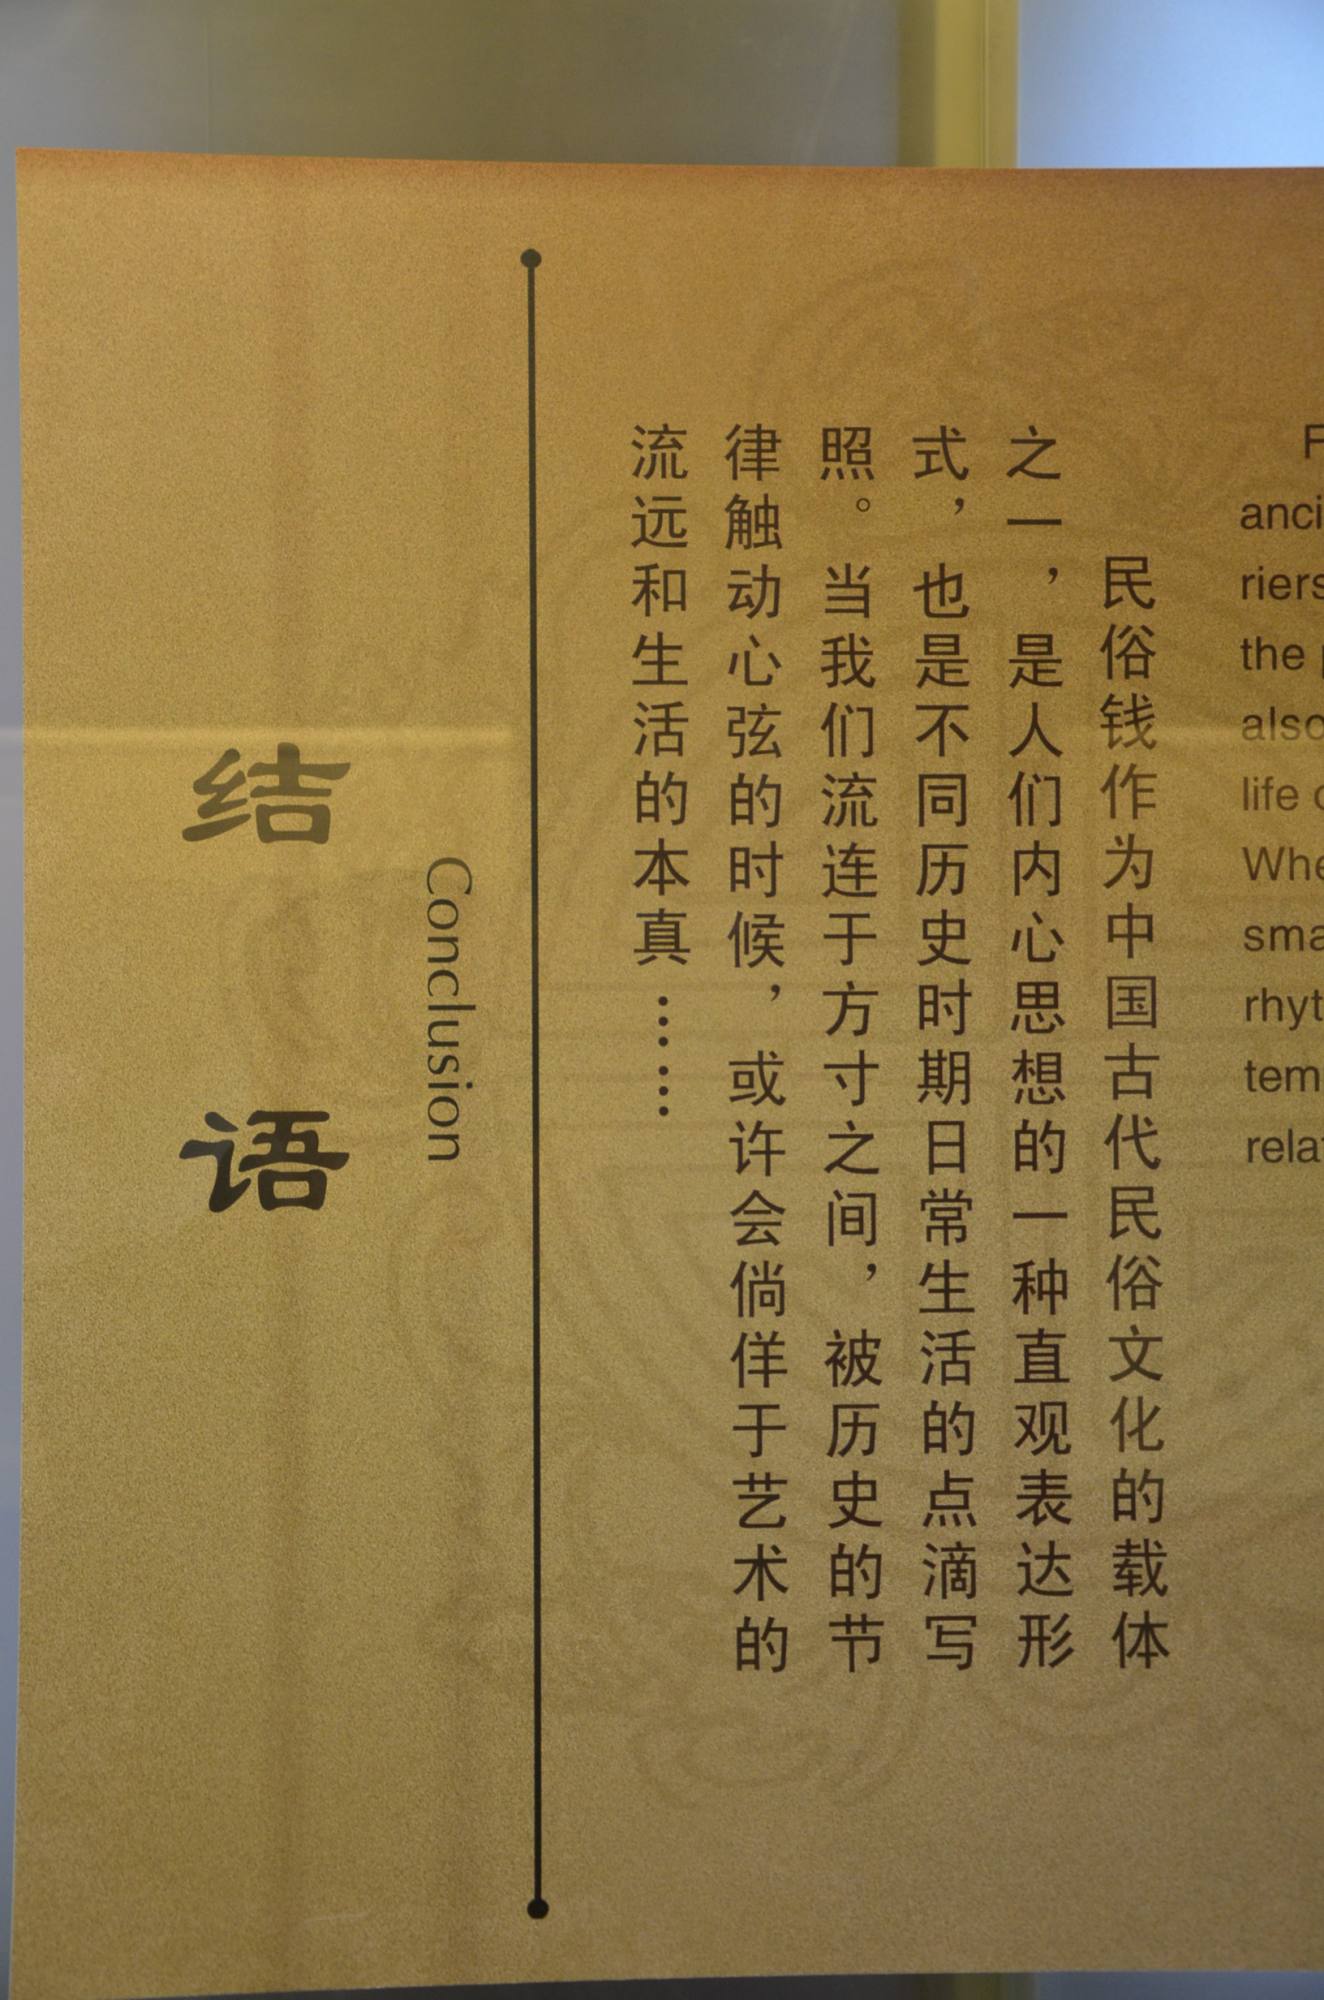 结语
Conclusion
民俗钱作为中国古代民俗文化的载体
之一，是人们内心思想的一种直观表达形
式，也是不同历史时期日常生活的点滴写
照。当我们流连于方寸之间，被历史的节
律触动心弦的时候，或许会倘佯于艺术的
流远和生活的本真……
F
anci
riers
the p
also
life
Whe
sma
rhyt
tem
relat